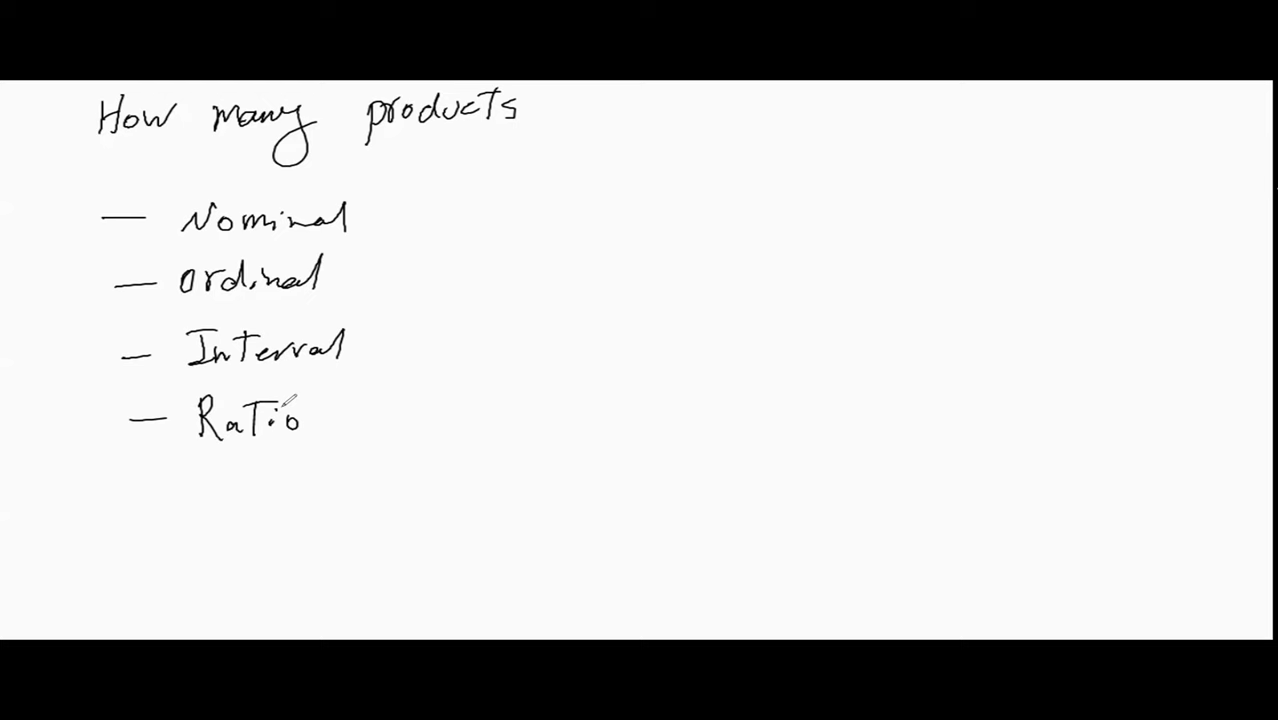 How many products
— Nominal
— Ordinal
— Interval
— Ratio